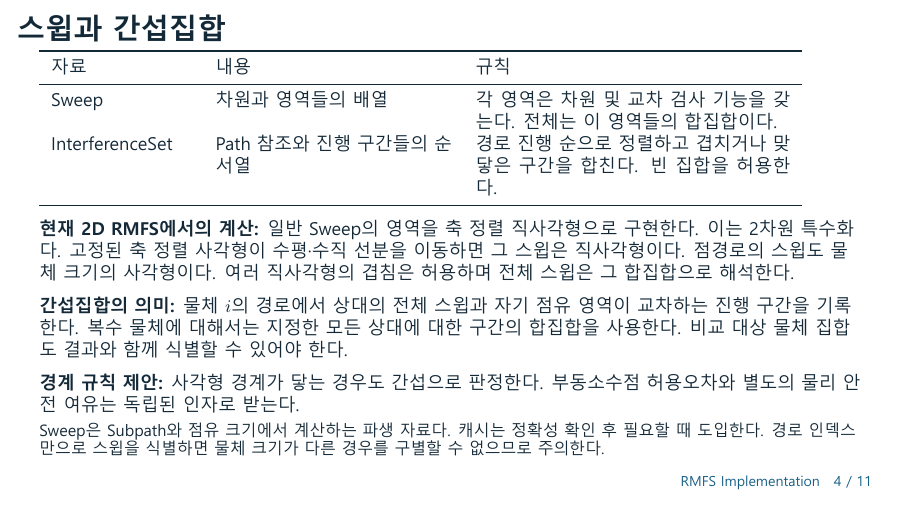 스윕과 간섭집합
자료 내용 규칙
Sweep 차원과 영역들의 배열 각 영역은 차원 및 교차 검사 기능을 갖
는다. 전체는 이 영역들의 합집합이다.
InterferenceSet Path 참조와 진행 구간들의 순 경로 진행 순으로 정렬하고 겹치거나 맞
서열 닿은 구간을 합친다. 빈 집합을 허용한
다.
현재 2D RMFS에서의 계산: 일반 Sweep의 영역을 축 정렬 직사각형으로 구현한다. 이는 2차원 특수화
다. 고정된 축 정렬 사각형이 수평·수직 선분을 이동하면 그 스윕은 직사각형이다. 점경로의 스윕도 물
체 크기의 사각형이다. 여러 직사각형의 겹침은 허용하며 전체 스윕은 그 합집합으로 해석한다.
간섭집합의 의미: 물체 i의 경로에서 상대의 전체 스윕과 자기 점유 영역이 교차하는 진행 구간을 기록
한다. 복수 물체에 대해서는 지정한 모든 상대에 대한 구간의 합집합을 사용한다. 비교 대상 물체 집합
도 결과와 함께 식별할 수 있어야 한다.
경계 규칙 제안: 사각형 경계가 닿는 경우도 간섭으로 판정한다. 부동소수점 허용오차와 별도의 물리 안
전 여유는 독립된 인자로 받는다.
Sweep은 Subpath와 점유 크기에서 계산하는 파생 자료다. 캐시는 정확성 확인 후 필요할 때 도입한다. 경로 인덱스
만으로 스윕을 식별하면 물체 크기가 다른 경우를 구별할 수 없으므로 주의한다.
RMFS Implementation 4 / 11